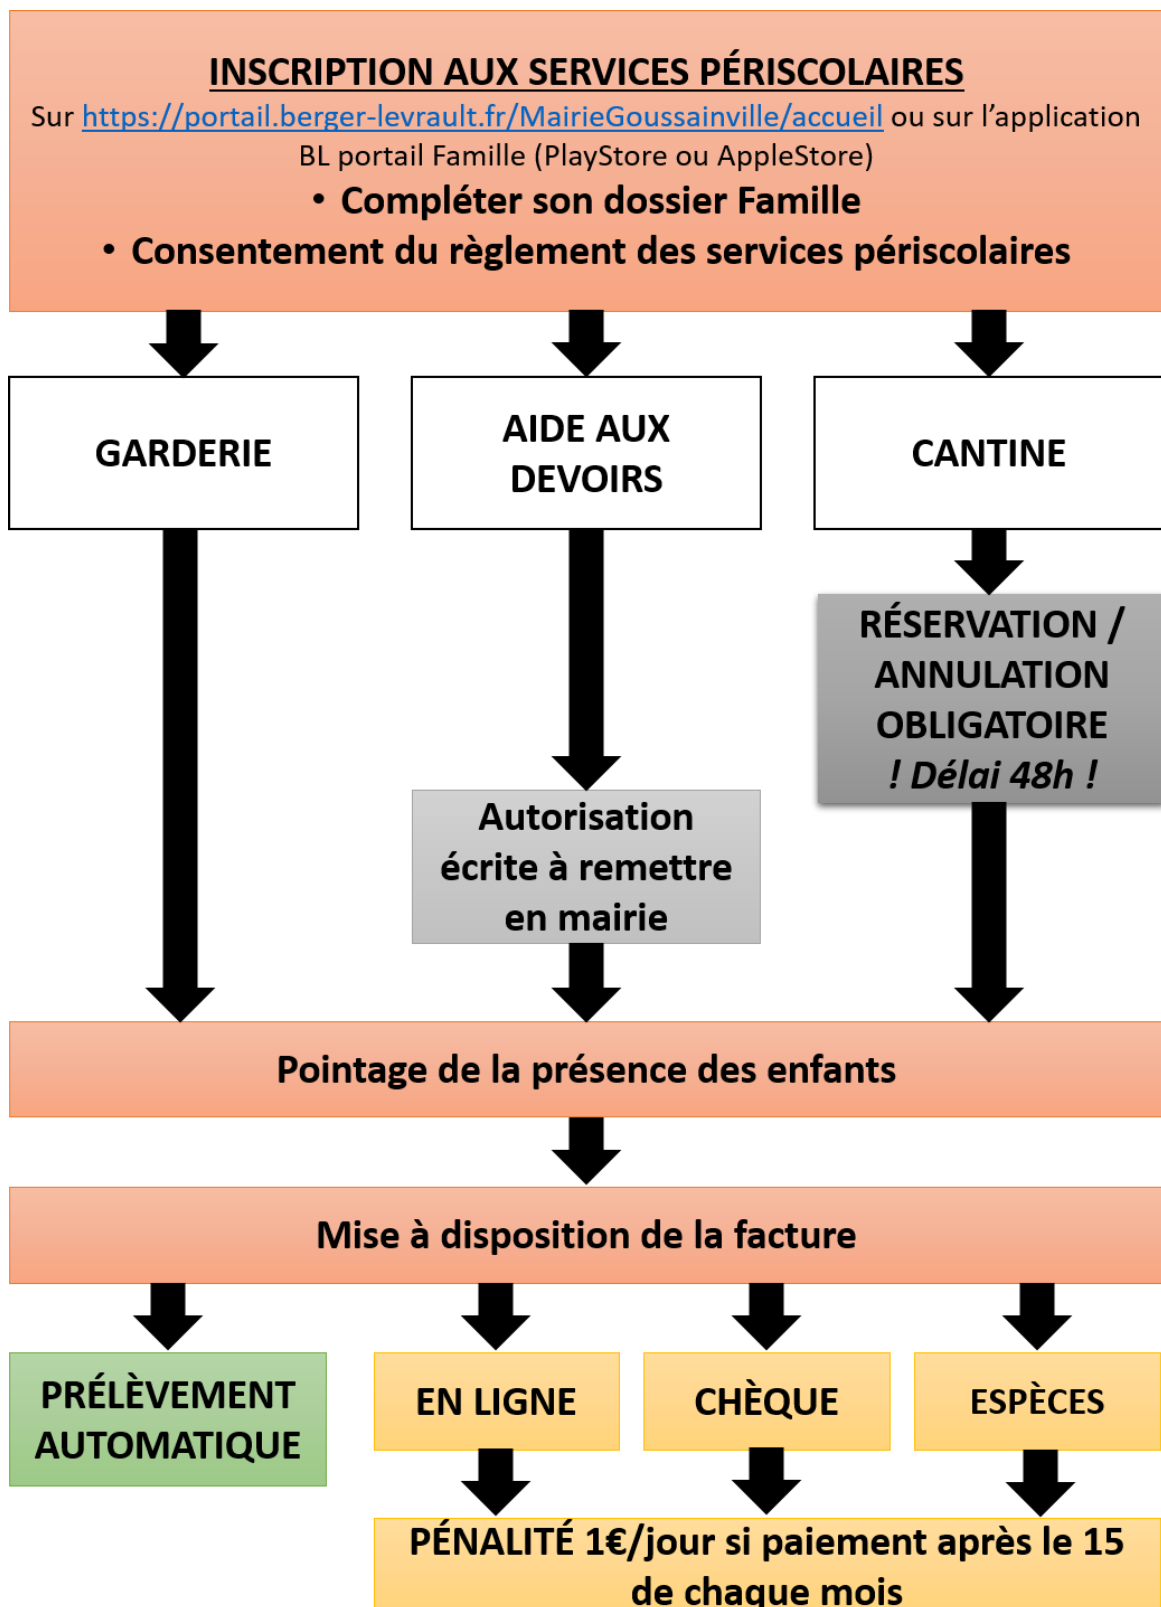 INSCRIPTION AUX SERVICES PÉRISCOLAIRES
Sur https://portail.berger-levrault.fr/MairieGoussainville/accueil ou sur l’application
BL portail Famille (PlayStore ou AppleStore)
• Compléter son dossier Famille
• Consentement du règlement des services périscolaires
GARDERIE
AIDE AUX
DEVOIRS
CANTINE
RÉSERVATION /
ANNULATION
OBLIGATOIRE
! Délai 48h !
Autorisation
écrite à remettre
en mairie
Pointage de la présence des enfants
Mise à disposition de la facture
PRÉLÈVEMENT
AUTOMATIQUE
EN LIGNE
CHÈQUE
ESPÈCES
PÉNALITÉ 1€/jour si paiement après le 15
de chaque mois